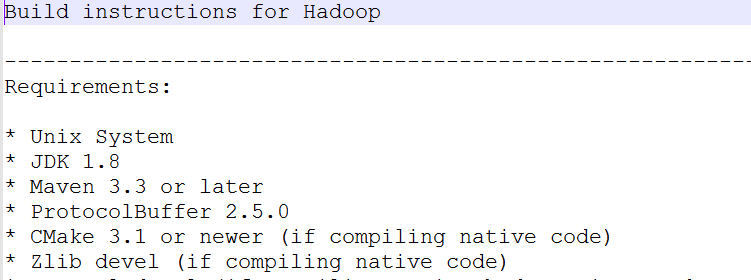 Build instructions for Hadoop
----------------------------------------------------------
Requirements:
* Unix System
* JDK 1.8
* Maven 3.3 or later
* ProtocolBuffer 2.5.0
* CMake 3.1 or newer (if compiling native code)
* Zlib devel (if compiling native code)